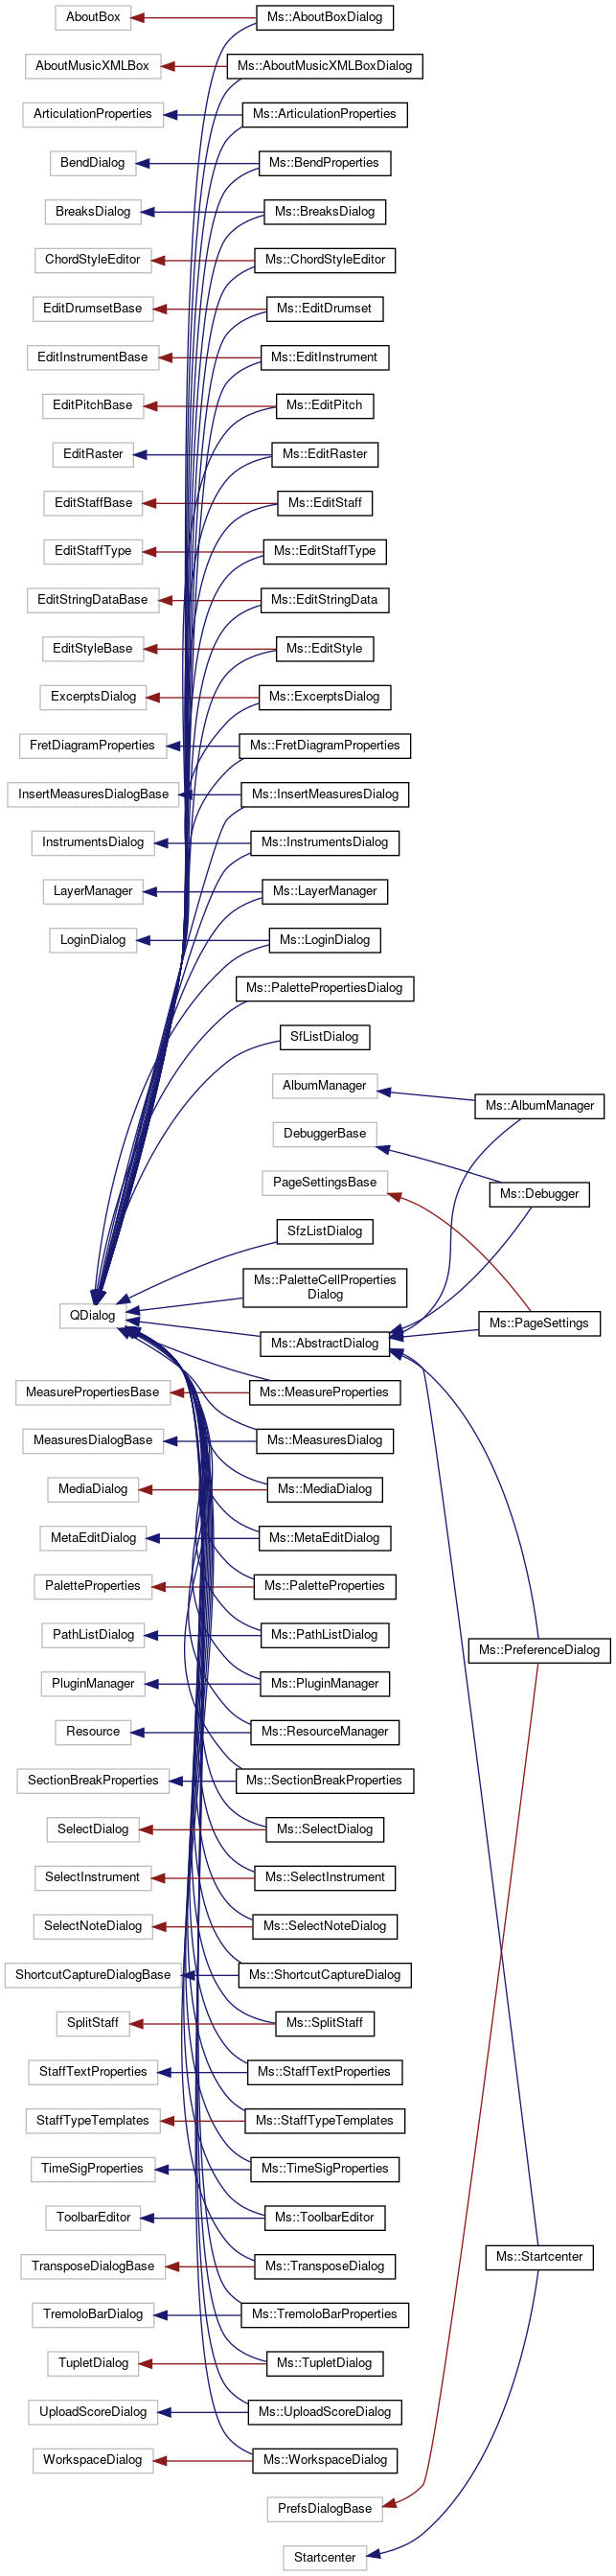 AboutBox
Ms::AboutBoxDialog
AboutMusicXMLBox
Ms::AboutMusicXMLBoxDialog
ArticulationProperties
Ms::ArticulationProperties
BendDialog
Ms::BendProperties
BreaksDialog
Ms::BreaksDialog
ChordStyleEditor
Ms::ChordStyleEditor
EditDrumsetBase
Ms::EditDrumset
EditInstrumentBase
Ms::EditInstrument
EditPitchBase
Ms::EditPitch
EditRaster
Ms::EditRaster
EditStaffBase
Ms::EditStaff
EditStaffType
Ms::EditStaffType
EditStringDataBase
Ms::EditStringData
EditStyleBase
Ms::EditStyle
ExcerptsDialog
Ms::ExcerptsDialog
FretDiagramProperties
Ms::FretDiagramProperties
InsertMeasuresDialogBase
Ms::InsertMeasuresDialog
InstrumentsDialog
Ms::InstrumentsDialog
LayerManager
Ms::LayerManager
LoginDialog
Ms::LoginDialog
Ms::PalettePropertiesDialog
SfListDialog
AlbumManager
Ms::AlbumManager
DebuggerBase
Ms::Debugger
PageSettingsBase
SfzListDialog
Ms::PaletteCellProperties
Dialog
QDialog
Ms::PageSettings
Ms::AbstractDialog
MeasurePropertiesBase
Ms::MeasureProperties
MeasuresDialogBase
Ms::MeasuresDialog
MediaDialog
Ms::MediaDialog
MetaEditDialog
Ms::MetaEditDialog
PaletteProperties
Ms::PaletteProperties
PathListDialog
Ms::PathListDialog
Ms::PreferenceDialog
PluginManager
Ms::PluginManager
Resource
Ms::ResourceManager
SectionBreakProperties
Ms::SectionBreakProperties
SelectDialog
Ms::SelectDialog
SelectInstrument
Ms::SelectInstrument
SelectNoteDialog
Ms::SelectNoteDialog
ShortcutCaptureDialogBase
Ms::ShortcutCaptureDialog
SplitStaff
Ms::SplitStaff
StaffTextProperties
Ms::StaffTextProperties
StaffTypeTemplates
Ms::StaffTypeTemplates
TimeSigProperties
Ms::TimeSigProperties
ToolbarEditor
Ms::ToolbarEditor
Ms::Startcenter
TransposeDialogBase
Ms::TransposeDialog
TremoloBarDialog
Ms::TremoloBarProperties
TupletDialog
Ms::TupletDialog
UploadScoreDialog
Ms::UploadScoreDialog
WorkspaceDialog
Ms::WorkspaceDialog
PrefsDialogBase
Startcenter